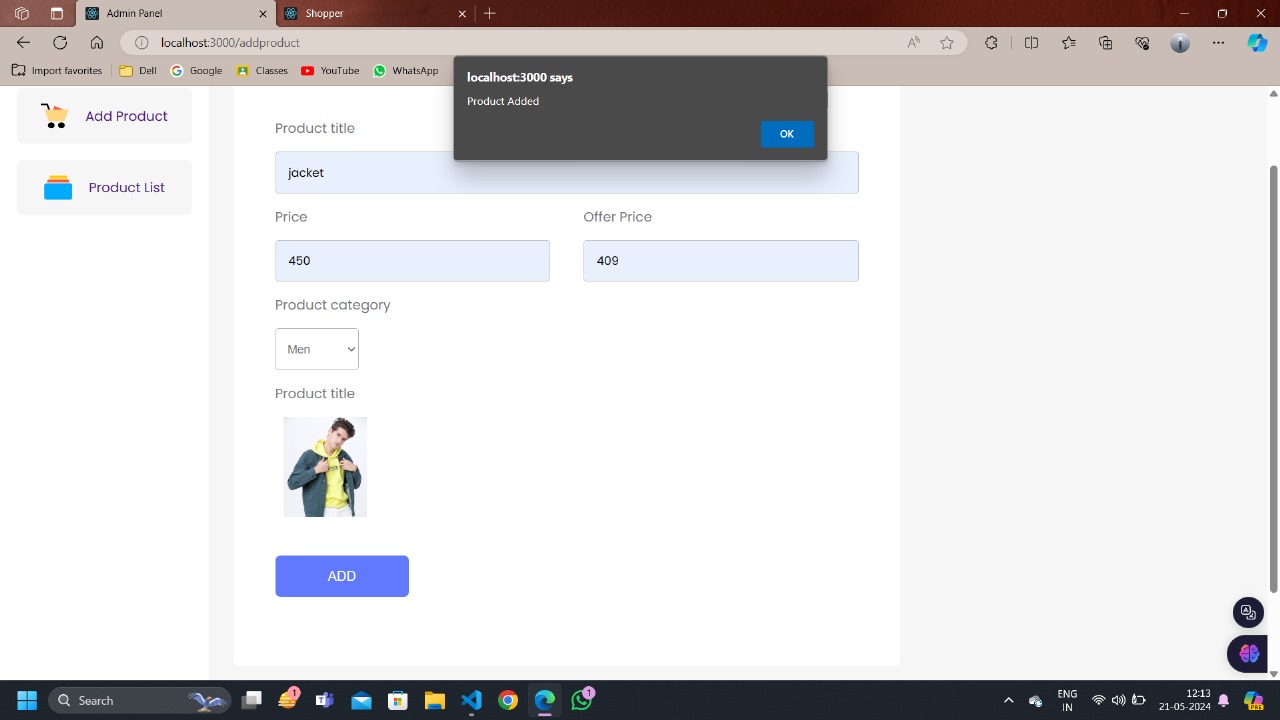 Admin Panel
Shopper
localhost:3000/addproduct
Import favorites
Dell
Google
Classes
YouTube
WhatsApp
localhost:3000 says
Product Added
OK
Add Product
Product List
Product title
jacket
Price
Offer Price
450
409
Product category
Men
Product title
ADD
Search
1
1
ENG
IN
12:13
21-05-2024